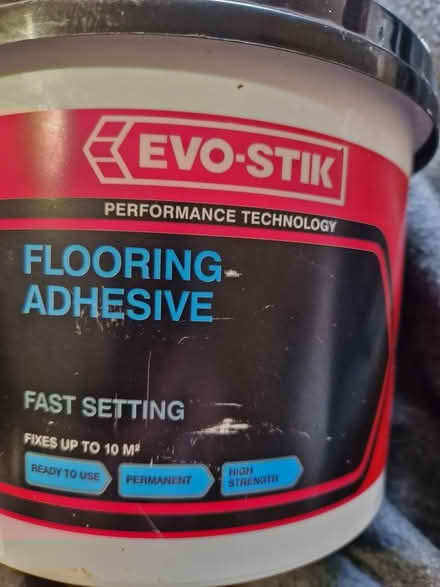 EVO-STIK
PERFORMANCE TECHNOLOGY
FLOORING
ADHESIVE
FAST SETTING
FIXES UP TO 10 M²
READY TO USE
PERMANENT
HIGH
STRENGTH